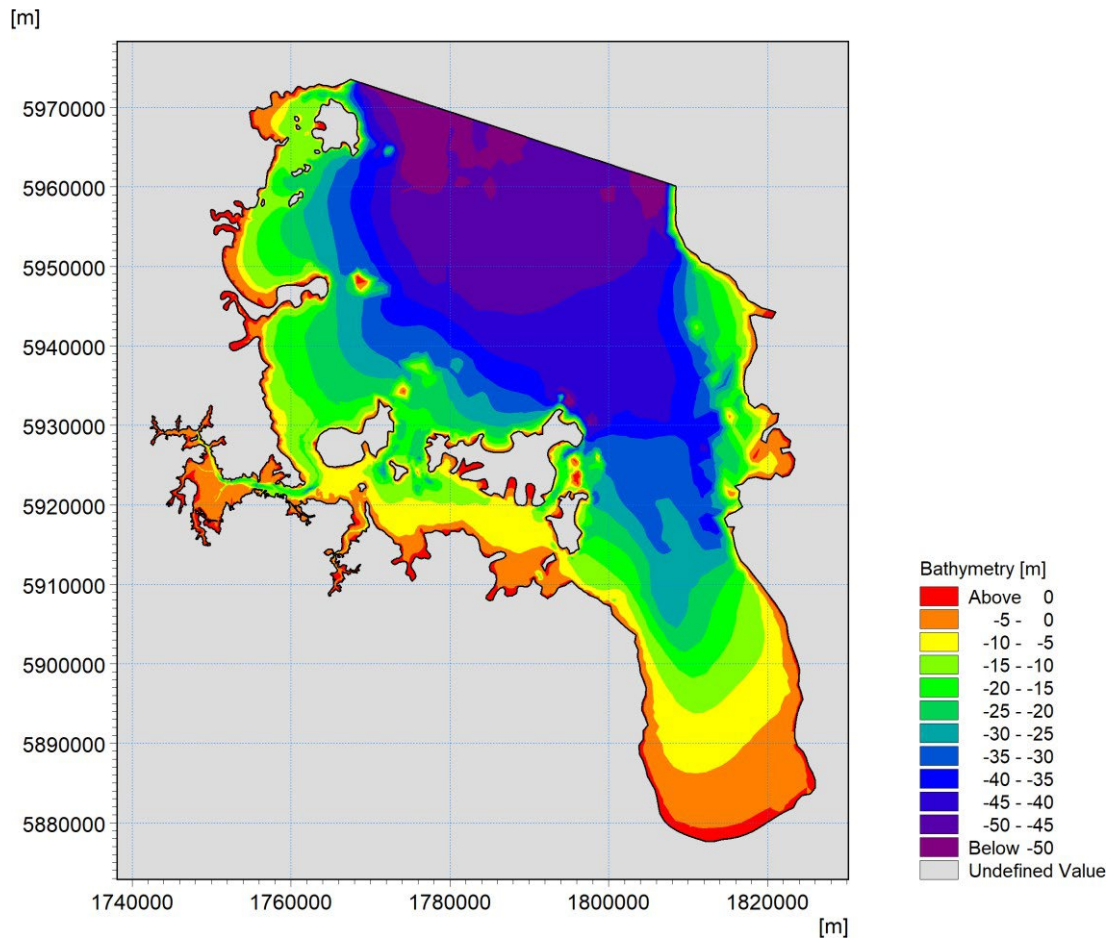 [m]
5970000
5960000
5950000
5940000
5930000
5920000
5910000
5900000
5890000
5880000
1740000 1760000 1780000 1800000 1820000
[m]
Bathymetry [m]
Above 0
-5 - 0
-10 - -5
-15 - -10
-20 - -15
-25 - -20
-30 - -25
-35 - -30
-40 - -35
-45 - -40
-50 - -45
Below -50
Undefined Value